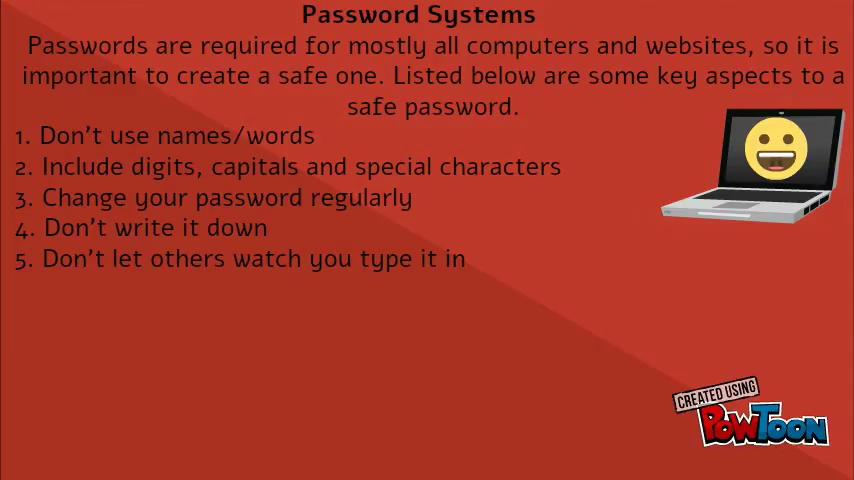 Password Systems
Passwords are required for mostly all computers and websites, so it is
important to create a safe one. Listed below are some key aspects to a
safe password.
1. Don't use names/words
2. Include digits, capitals and special characters
3. Change your password regularly
4. Don't write it down
5. Don't let others watch you type it in
CREATED USING
POWTOON